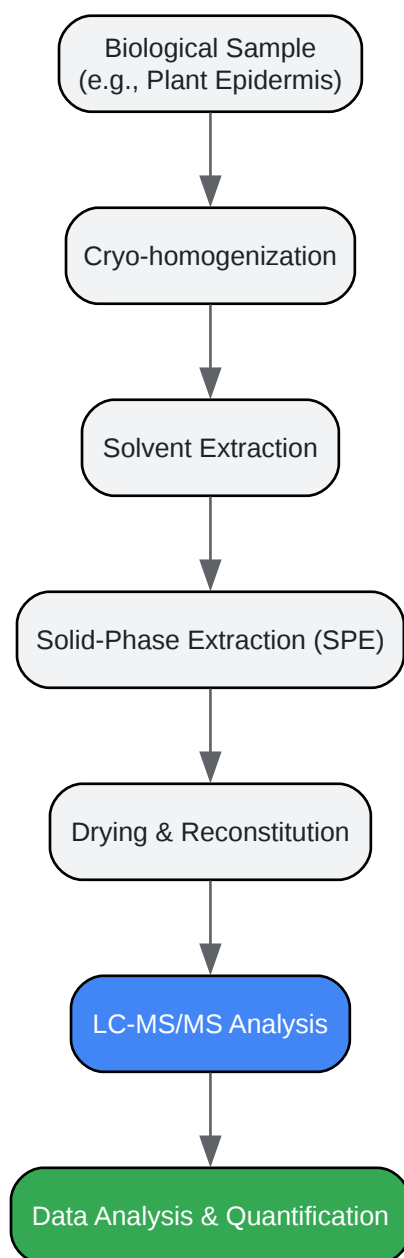 Biological Sample
(e.g., Plant Epidermis)
Cryo-homogenization
Solvent Extraction
Solid-Phase Extraction (SPE)
Drying & Reconstitution
LC-MS/MS Analysis
Data Analysis & Quantification